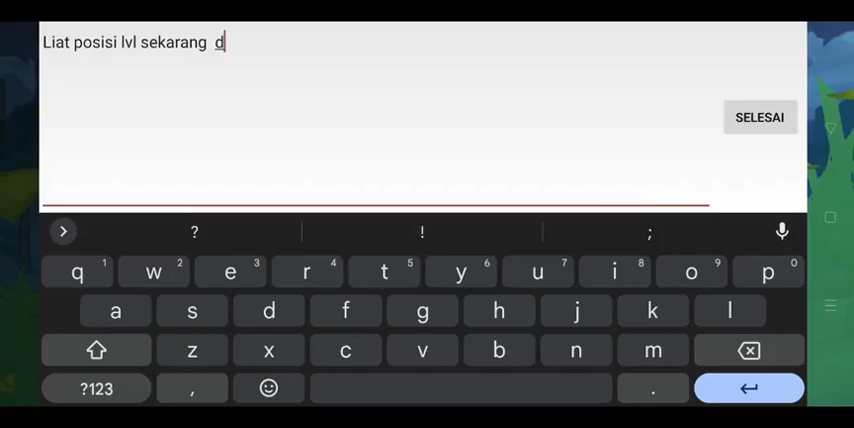 Liat posisi lvl sekarang  d
SELESAI
? ! ;
q 1 w 2 e 3 r 4 t 5 y 6 u 7 i 8 o 9 p 0
a s d f g h j k l
z x c v b n m
?123 , .